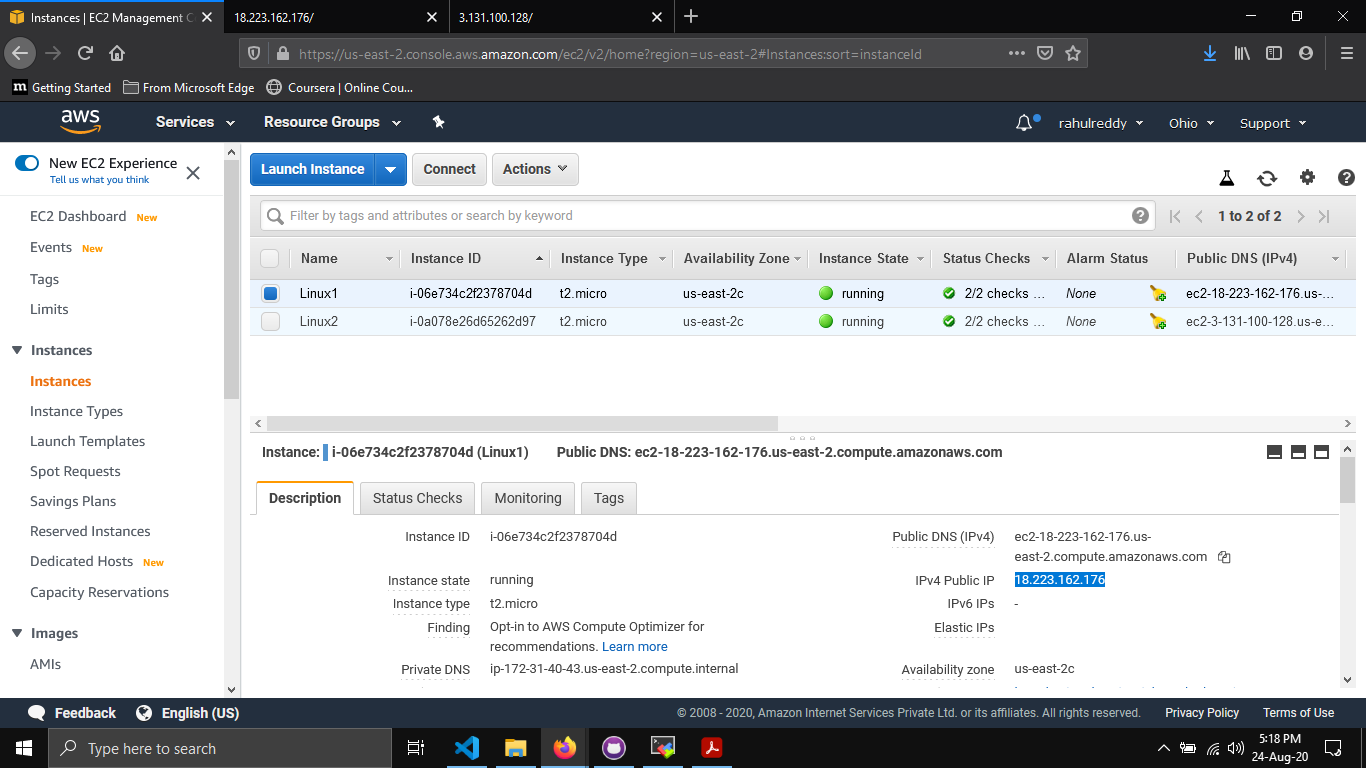 Instances | EC2 Management C
18.223.162.176/
3.131.100.128/
https://us-east-2.console.aws.amazon.com/ec2/v2/home?region=us-east-2#Instances:sort=instanceId
m Getting Started From Microsoft Edge Coursera | Online Cou...
aws Services Resource Groups rahulreddy Ohio Support
New EC2 Experience
Tell us what you think
EC2 Dashboard New
Events New
Tags
Limits
Instances
Instances
Instance Types
Launch Templates
Spot Requests
Savings Plans
Reserved Instances
Dedicated Hosts New
Capacity Reservations
Images
AMIs
Launch Instance Connect Actions
Filter by tags and attributes or search by keyword
1 to 2 of 2
Name Instance ID Instance Type Availability Zone Instance State Status Checks Alarm Status Public DNS (IPv4)
Linux1 i-06e734c2f2378704d t2.micro us-east-2c running 2/2 checks ... None ec2-18-223-162-176.us-...
Linux2 i-0a078e26d65262d97 t2.micro us-east-2c running 2/2 checks ... None ec2-3-131-100-128.us-e...
Instance: i-06e734c2f2378704d (Linux1) Public DNS: ec2-18-223-162-176.us-east-2.compute.amazonaws.com
Description Status Checks Monitoring Tags
Instance ID i-06e734c2f2378704d
Public DNS (IPv4) ec2-18-223-162-176.us-
east-2.compute.amazonaws.com
Instance state running
IPv4 Public IP 18.223.162.176
Instance type t2.micro
IPv6 IPs -
Finding Opt-in to AWS Compute Optimizer for
recommendations. Learn more
Elastic IPs
Private DNS ip-172-31-40-43.us-east-2.compute.internal
Availability zone us-east-2c
Feedback English (US)
© 2008 - 2020, Amazon Internet Services Private Ltd. or its affiliates. All rights reserved. Privacy Policy Terms of Use
Type here to search
5:18 PM
24-Aug-20